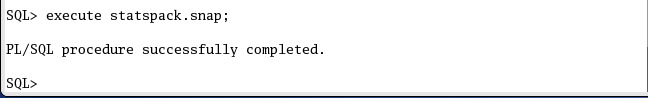 SQL> execute statspack.snap;
PL/SQL procedure successfully completed.
SQL>